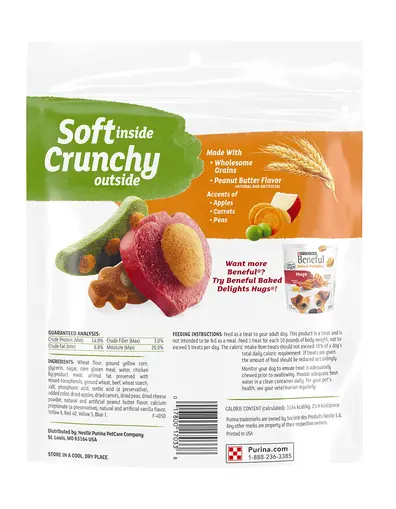 Soft inside
Crunchy
outside
Made With
• Wholesome
Grains
• Peanut Butter Flavor
NATURAL AND ARTIFICIAL
Accents of
• Apples
• Carrots
• Peas
Want more
Beneful®?
Try Beneful Baked
Delights Hugs®!
Beneful
Baked Delights
Hugs
GUARANTEED ANALYSIS:
Crude Protein (Min) 14.0% Crude Fiber (Max) 3.0%
Crude Fat (Min) 6.0% Moisture (Max) 20.0%
INGREDIENTS: Wheat flour, ground yellow corn,
glycerin, sugar, corn gluten meal, water, chicken
by-product meal, animal fat preserved with
mixed-tocopherols, ground wheat, beef, wheat starch,
salt, phosphoric acid, sorbic acid (a preservative),
added color, dried apples, dried carrots, dried peas, dried cheese
powder, natural and artificial peanut butter flavor, calcium
propionate (a preservative), natural and artificial vanilla flavor,
Yellow 6, Red 40, Yellow 5, Blue 1.
F-4050
Distributed by: Nestlé Purina PetCare Company
St. Louis, MO 63164 USA
STORE IN A COOL, DRY PLACE.
FEEDING INSTRUCTIONS: Feed as a treat to your adult dog. This product is a treat and is
not intended to be fed as a meal. Feed 1 treat for each 10 pounds of body weight, not to
exceed 5 treats per day. The caloric intake from treats should not exceed 10% of a dog's
total daily caloric requirement. If treats are given,
the amount of food should be reduced accordingly.
Monitor your dog to ensure treat is adequately
chewed prior to swallowing. Provide adequate fresh
water in a clean container daily. For your pet's
health, see your veterinarian regularly.
CALORIE CONTENT (calculated):
Purina trademarks are owned by Société des Produits Nestlé S.A.
Any other marks are property of their respective owners.
Printed in USA
PURINA
Purina.com
1-888-236-3385